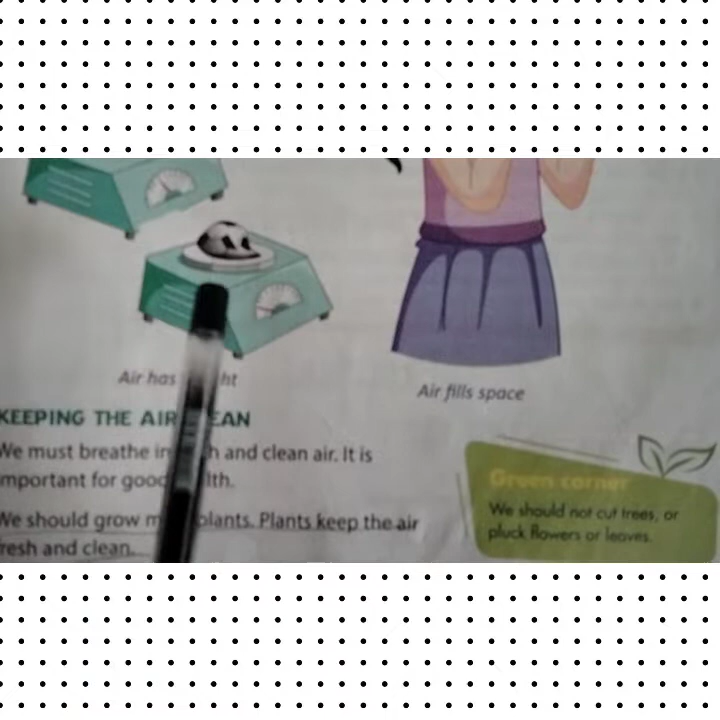 Air has ht
Air fills space
KEEPING THE AIR EAN
We must breathe in h and clean air. It is
mportant for good lth.
We should grow m plants. Plants keep the air
resh and clean.
Green corner
We should not cut trees, or
pluck flowers or leaves.